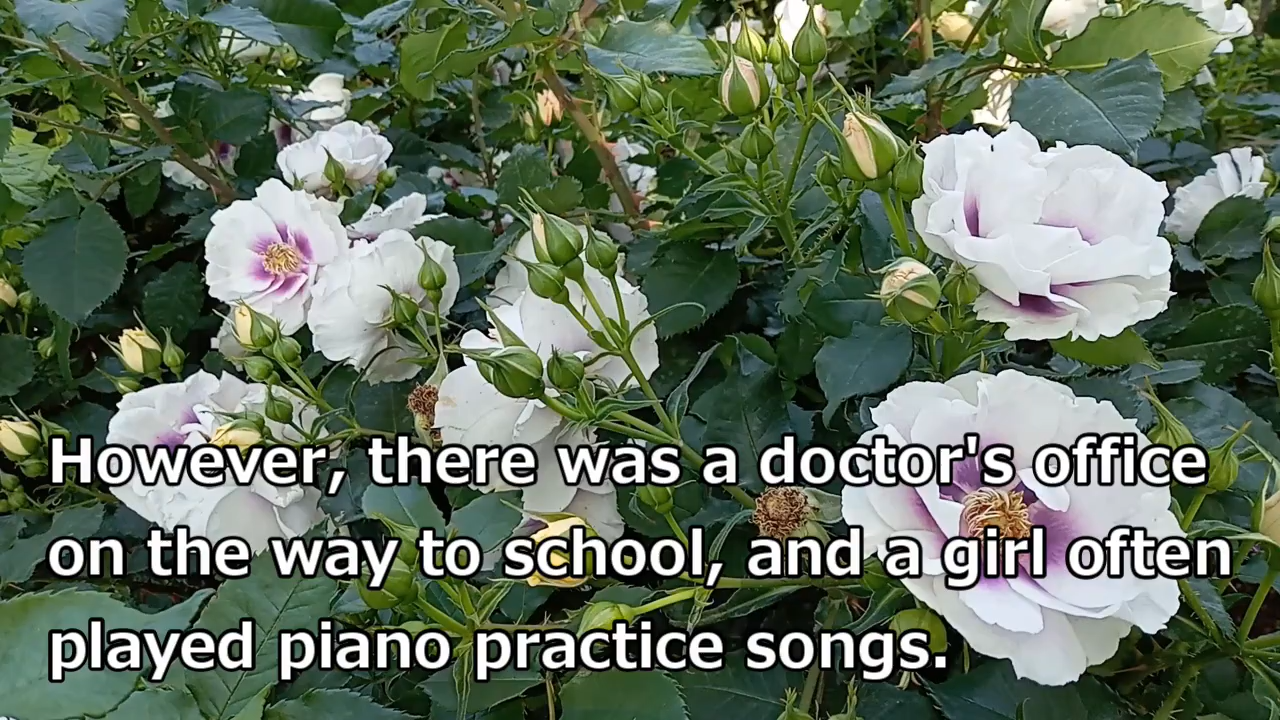 However, there was a doctor's office
on the way to school, and a girl often
played piano practice songs.